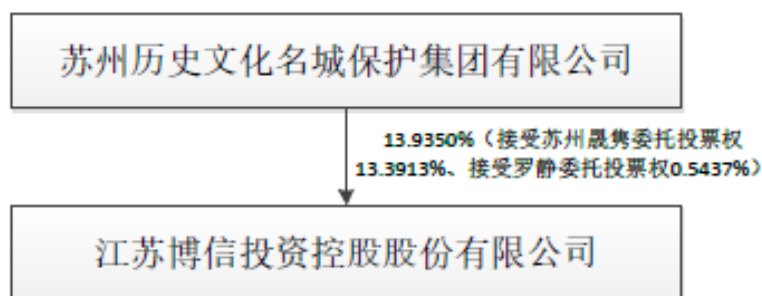 苏州历史文化名城保护集团有限公司
13.9350%（接受苏州晟隽委托投票权
13.3913%、接受罗静委托投票权0.5437%）
江苏博信投资控股股份有限公司